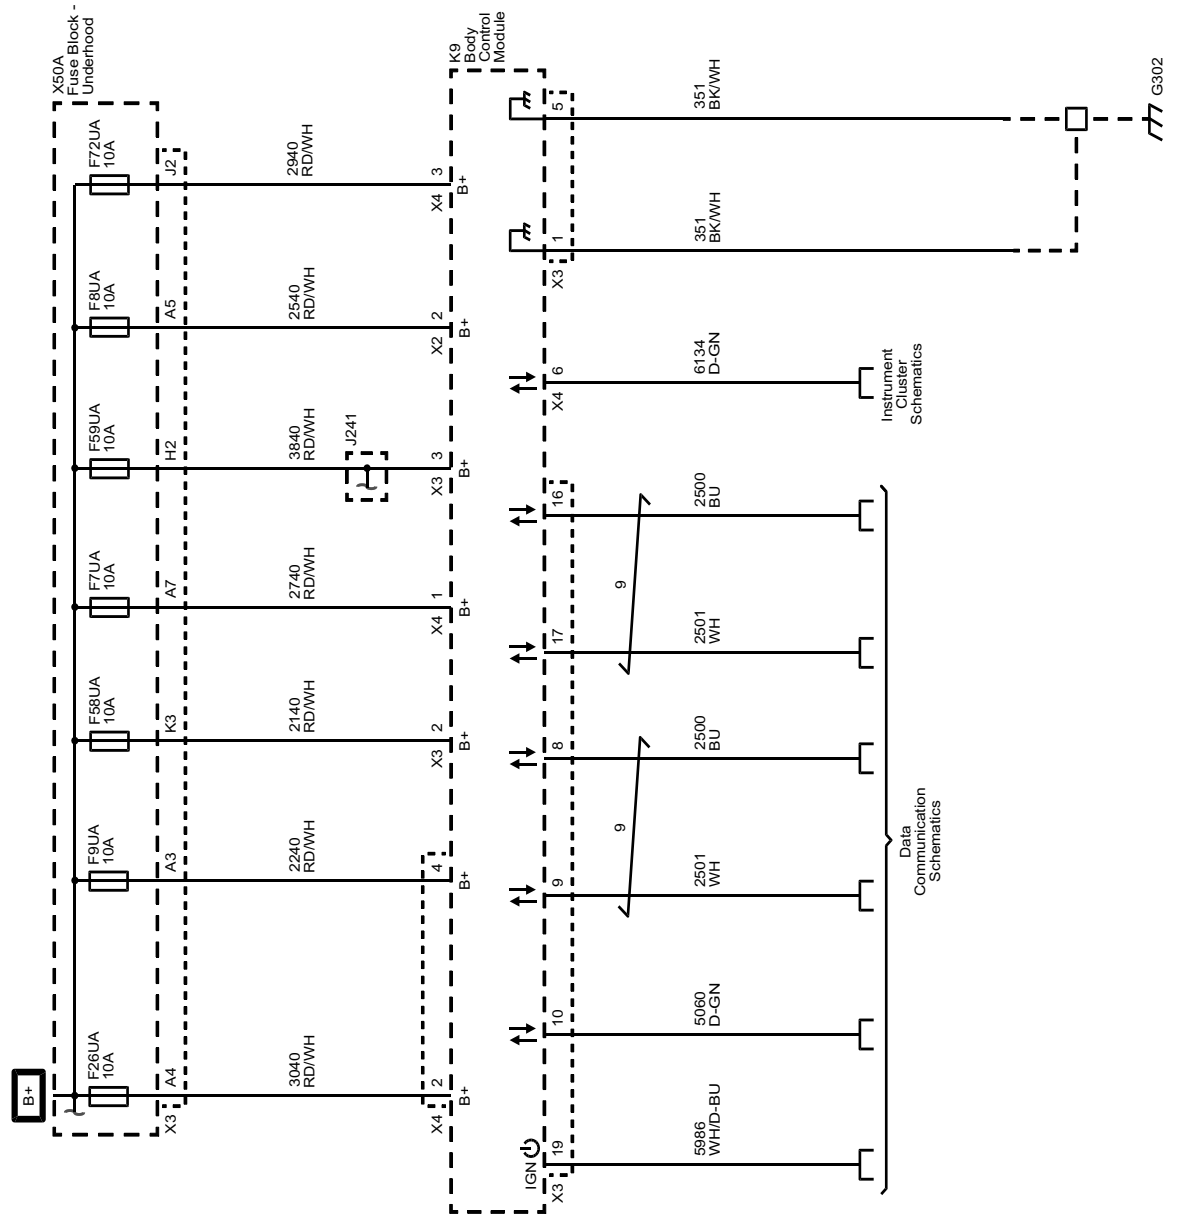 X50A
Fuse Block -
Underhood
B+
F26UA
10A
F9UA
10A
F58UA
10A
F7UA
10A
F59UA
10A
F8UA
10A
F72UA
10A
X3
A4
A3
K3
A7
H2
A5
J2
3040
RD/WH
2240
RD/WH
2140
RD/WH
2740
RD/WH
3840
RD/WH
2540
RD/WH
2940
RD/WH
J241
X4
2
4
X3
2
X4
1
X3
3
X2
2
X4
3
K9
Body
Control
Module
B+
B+
B+
B+
B+
B+
B+
IGN
X3
19
10
9
8
17
16
X4
6
X3
1
5
9
9
5986
WH/D-BU
5060
D-GN
2501
WH
2500
BU
2501
WH
2500
BU
6134
D-GN
351
BK/WH
351
BK/WH
Data
Communication
Schematics
Instrument
Cluster
Schematics
G302